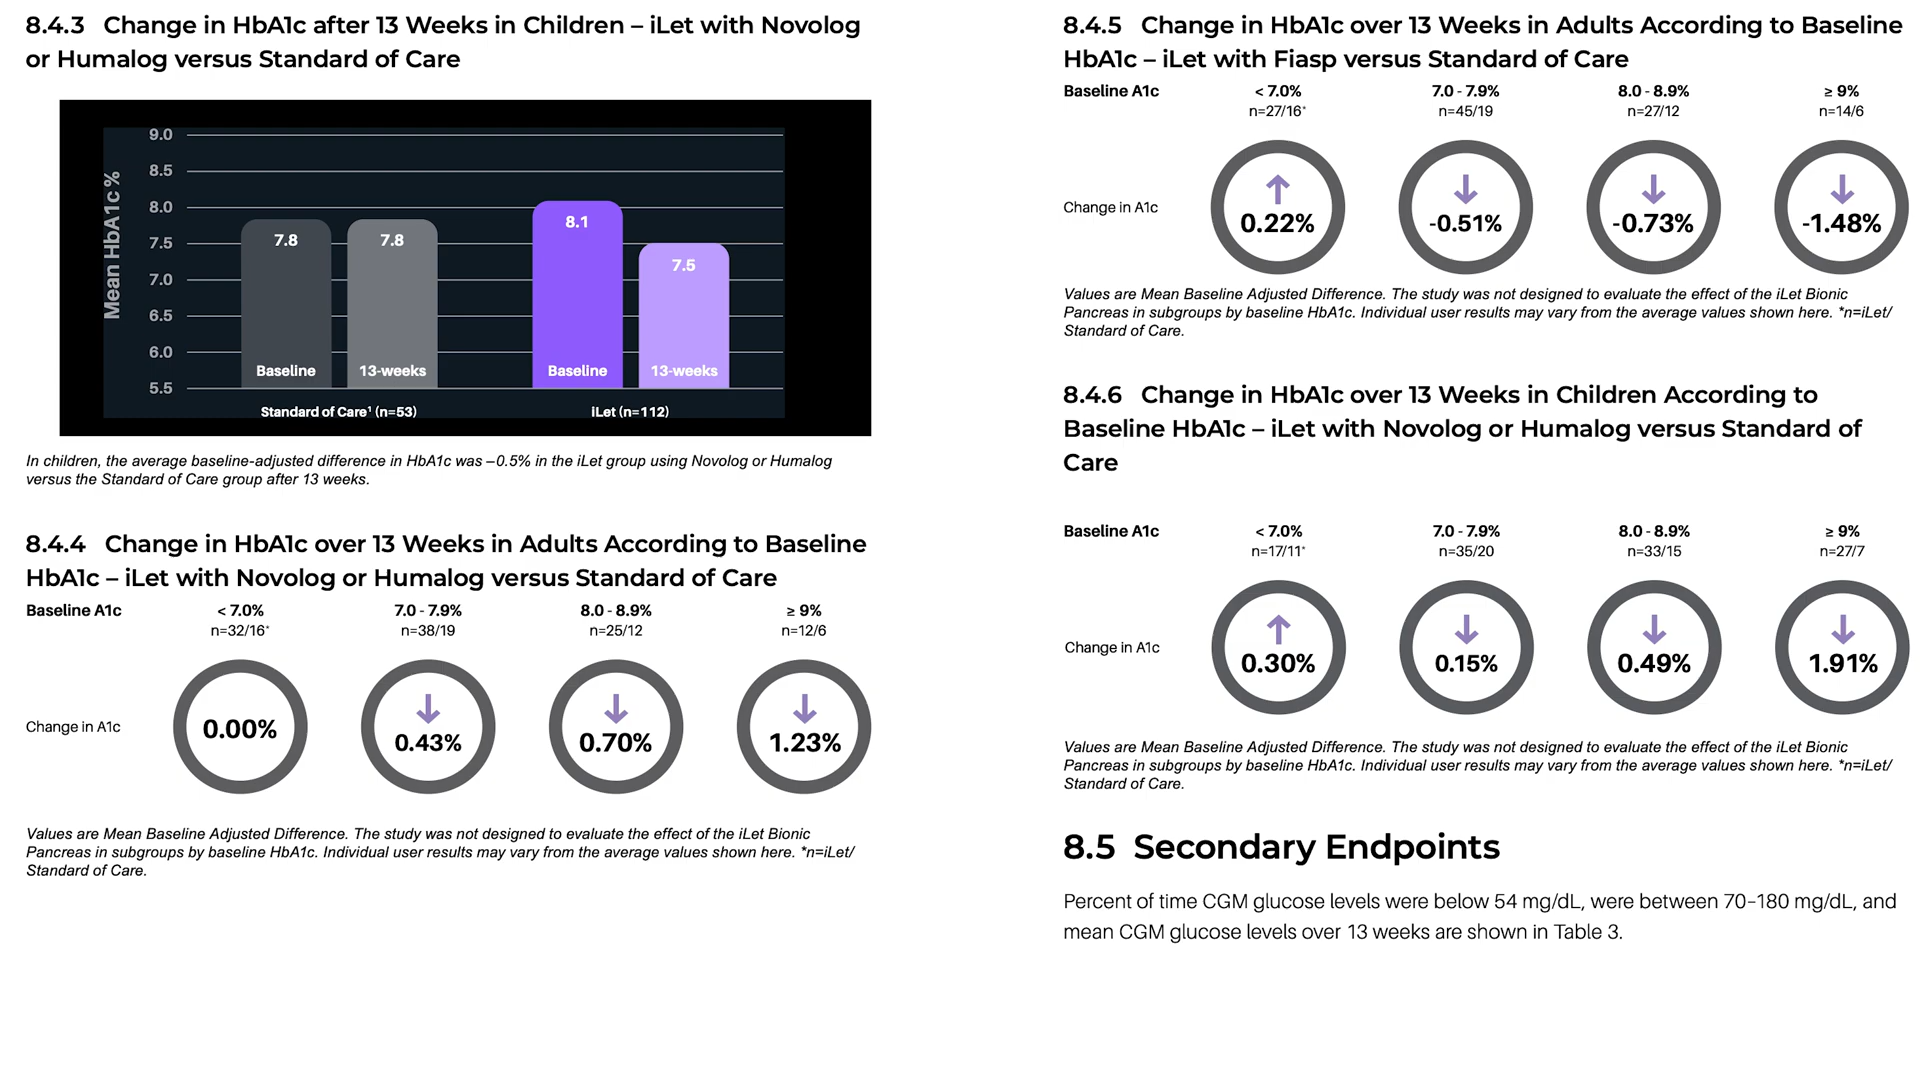 8.4.3 Change in HbA1c after 13 Weeks in Children – iLet with Novolog
or Humalog versus Standard of Care
Mean HbA1c %
9.0
8.5
8.0
7.5
7.0
6.5
6.0
5.5
7.8
7.8
8.1
7.5
Baseline
13-weeks
Baseline
13-weeks
Standard of Care¹ (n=53)
iLet (n=112)
In children, the average baseline-adjusted difference in HbA1c was –0.5% in the iLet group using Novolog or Humalog
versus the Standard of Care group after 13 weeks.
8.4.4 Change in HbA1c over 13 Weeks in Adults According to Baseline
HbA1c – iLet with Novolog or Humalog versus Standard of Care
Baseline A1c < 7.0% 7.0 - 7.9% 8.0 - 8.9% ≥ 9%
n=32/16* n=38/19 n=25/12 n=12/6
Change in A1c 0.00% ↓ 0.43% ↓ 0.70% ↓ 1.23%
Values are Mean Baseline Adjusted Difference. The study was not designed to evaluate the effect of the iLet Bionic
Pancreas in subgroups by baseline HbA1c. Individual user results may vary from the average values shown here. *n=iLet/
Standard of Care.
8.4.5 Change in HbA1c over 13 Weeks in Adults According to Baseline
HbA1c – iLet with Fiasp versus Standard of Care
Baseline A1c < 7.0% 7.0 - 7.9% 8.0 - 8.9% ≥ 9%
n=27/16* n=45/19 n=27/12 n=14/6
Change in A1c ↑ 0.22% ↓ -0.51% ↓ -0.73% ↓ -1.48%
Values are Mean Baseline Adjusted Difference. The study was not designed to evaluate the effect of the iLet Bionic
Pancreas in subgroups by baseline HbA1c. Individual user results may vary from the average values shown here. *n=iLet/
Standard of Care.
8.4.6 Change in HbA1c over 13 Weeks in Children According to
Baseline HbA1c – iLet with Novolog or Humalog versus Standard of
Care
Baseline A1c < 7.0% 7.0 - 7.9% 8.0 - 8.9% ≥ 9%
n=17/11* n=35/20 n=33/15 n=27/7
Change in A1c ↑ 0.30% ↓ 0.15% ↓ 0.49% ↓ 1.91%
Values are Mean Baseline Adjusted Difference. The study was not designed to evaluate the effect of the iLet Bionic
Pancreas in subgroups by baseline HbA1c. Individual user results may vary from the average values shown here. *n=iLet/
Standard of Care.
8.5 Secondary Endpoints
Percent of time CGM glucose levels were below 54 mg/dL, were between 70–180 mg/dL, and
mean CGM glucose levels over 13 weeks are shown in Table 3.